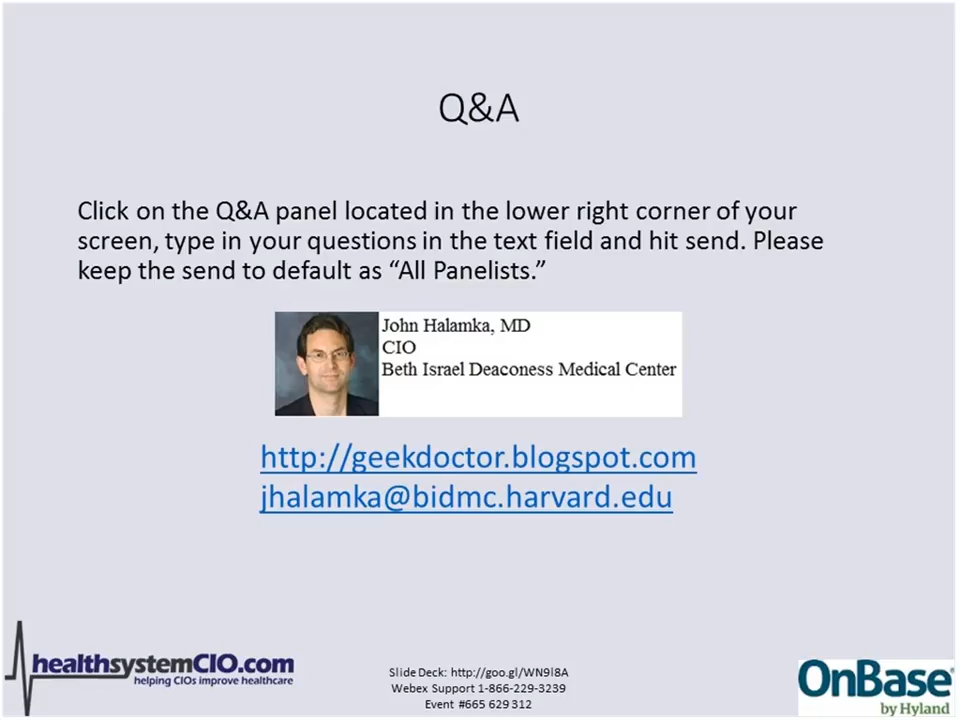 Q&A
Click on the Q&A panel located in the lower right corner of your
screen, type in your questions in the text field and hit send. Please
keep the send to default as “All Panelists.”
John Halamka, MD
CIO
Beth Israel Deaconess Medical Center
http://geekdoctor.blogspot.com
jhalamka@bidmc.harvard.edu
healthsystemCIO.com
helping CIOs improve healthcare
Slide Deck: http://goo.gl/WN9l8A
Webex Support 1-866-229-3239
Event #665 629 312
OnBase
by Hyland